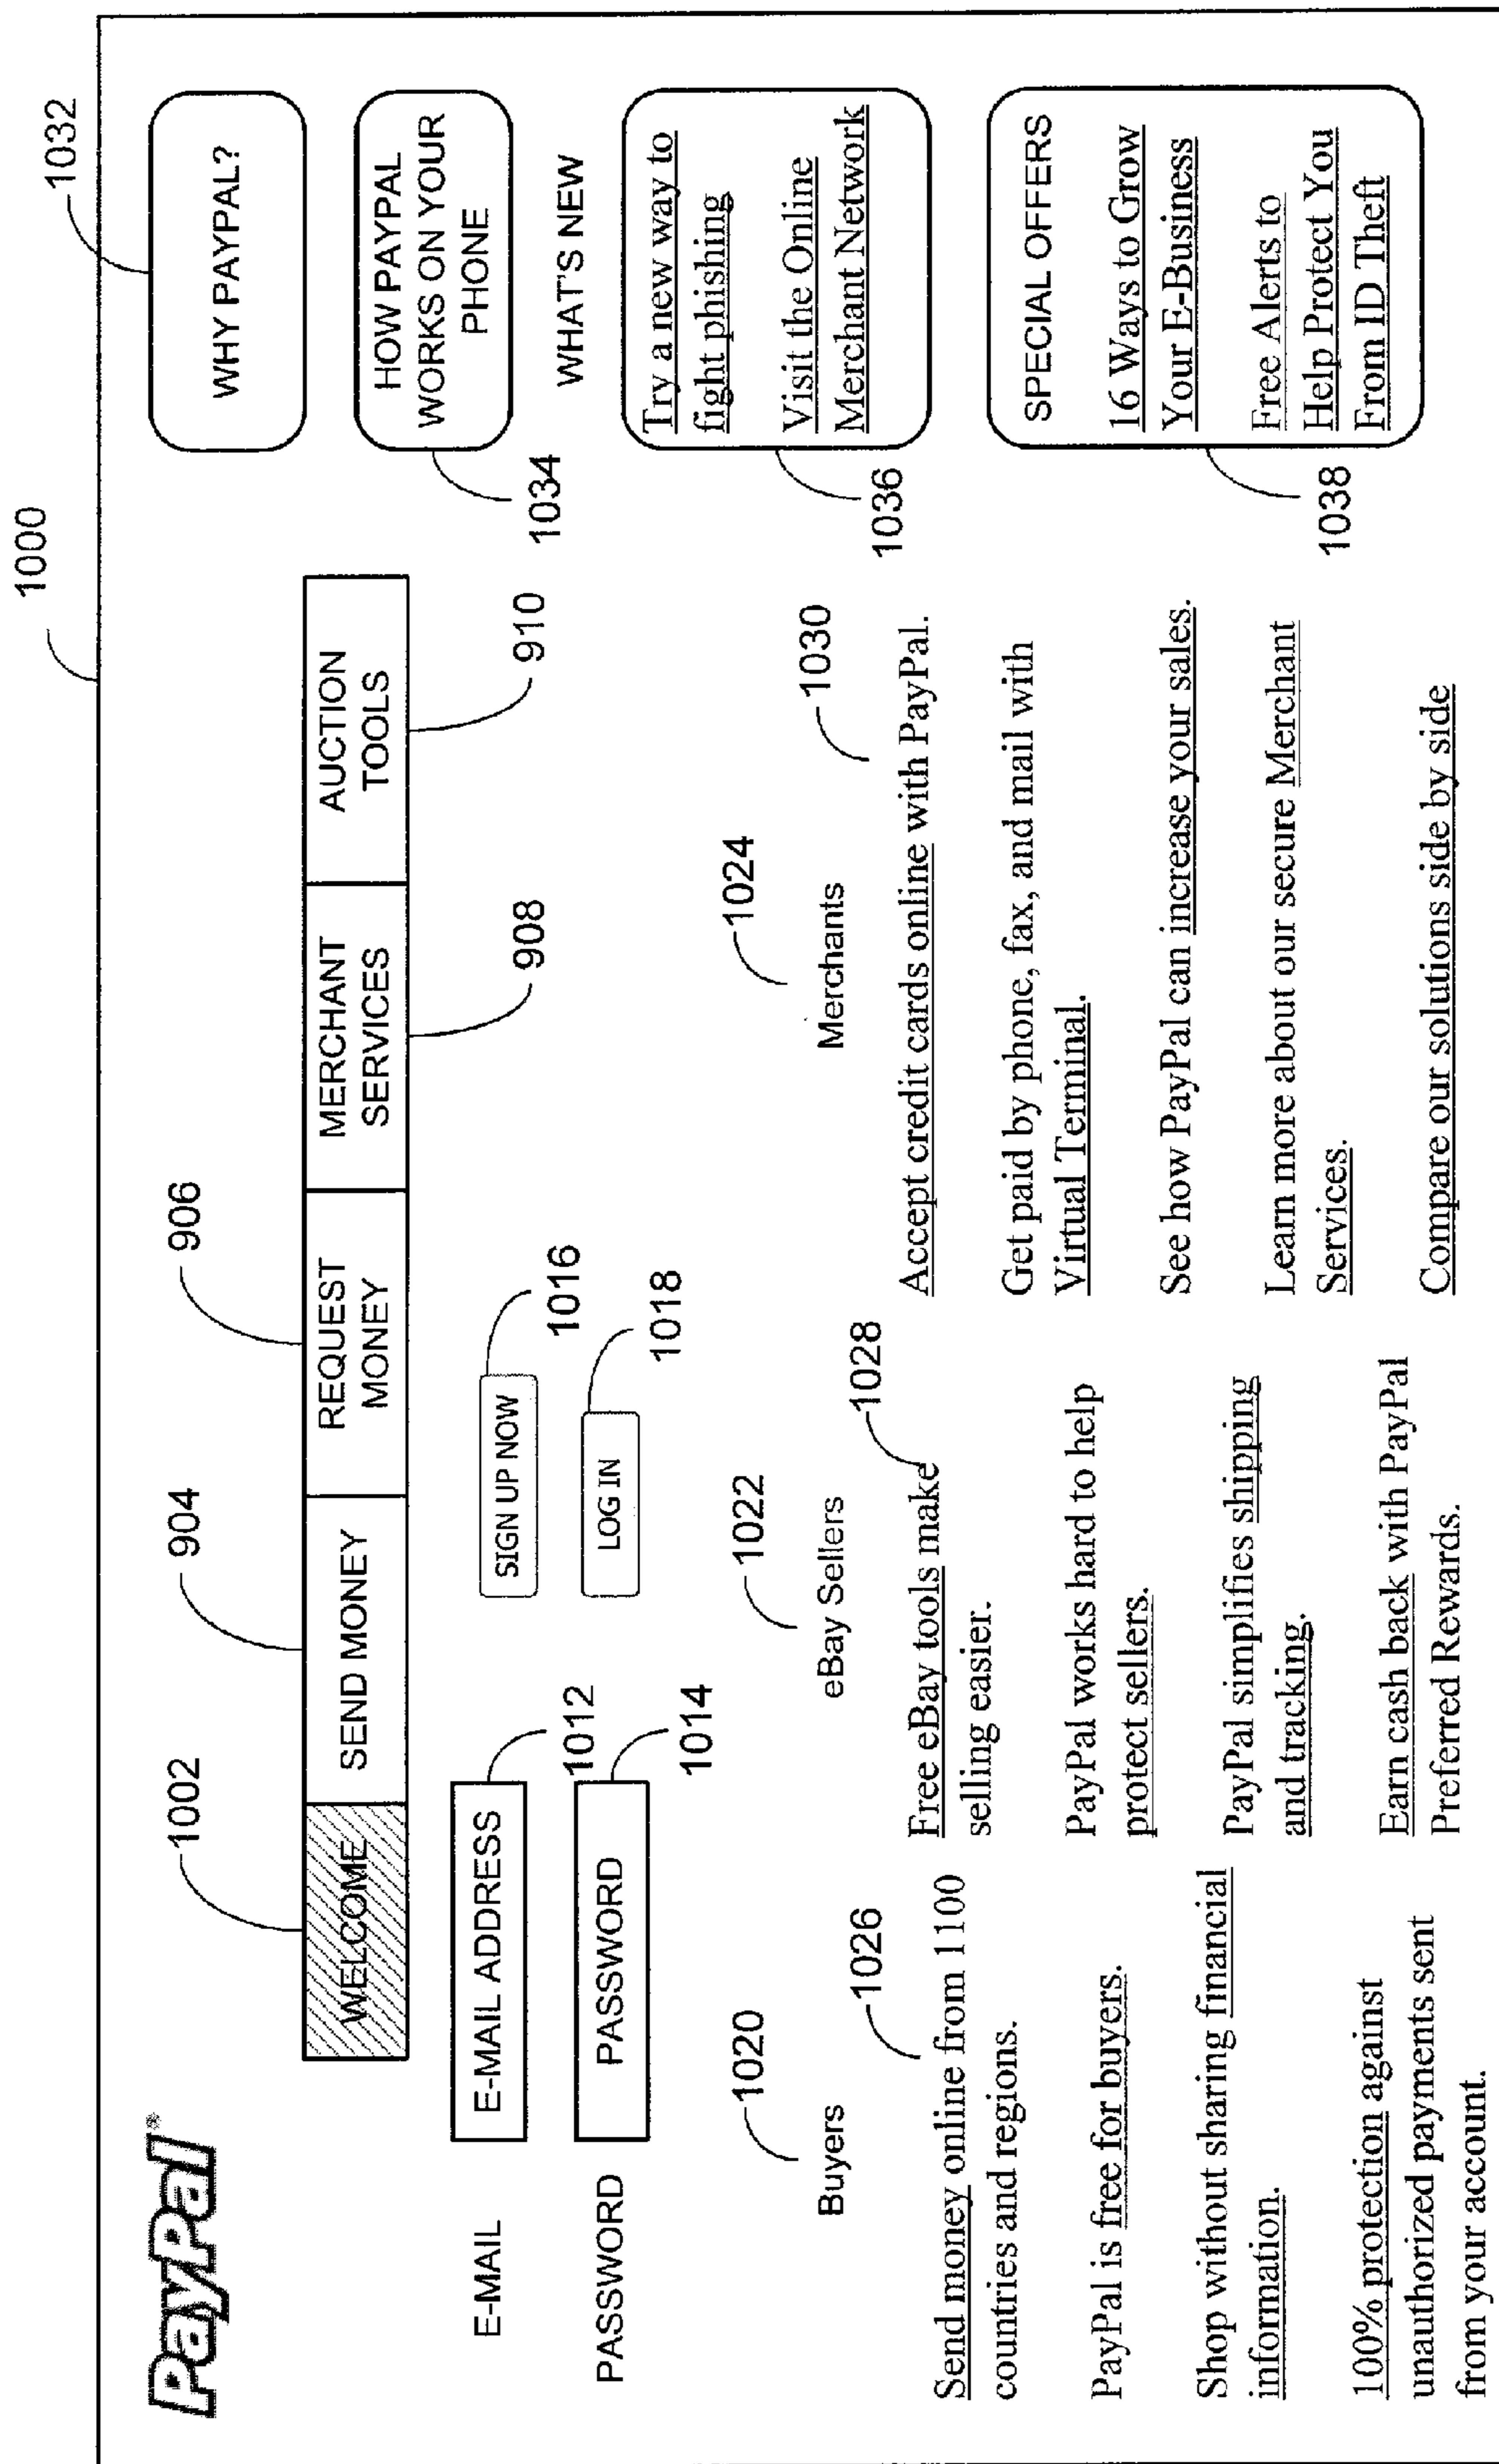 1000
PayPal®
1002
904
906
WELCOME
SEND MONEY
REQUEST
MONEY
MERCHANT
SERVICES
AUCTION
TOOLS
908
910
E-MAIL
E-MAIL ADDRESS
1012
SIGN UP NOW
1016
PASSWORD
PASSWORD
1014
LOG IN
1018
1020
Buyers
1026
Send money online from 1100
countries and regions.
PayPal is free for buyers.
Shop without sharing financial
information.
100% protection against
unauthorized payments sent
from your account.
1022
eBay Sellers
1028
Free eBay tools make
selling easier.
PayPal works hard to help
protect sellers.
PayPal simplifies shipping
and tracking.
Earn cash back with PayPal
Preferred Rewards.
1024
Merchants
1030
Accept credit cards online with PayPal.
Get paid by phone, fax, and mail with
Virtual Terminal.
See how PayPal can increase your sales.
Learn more about our secure Merchant
Services.
Compare our solutions side by side
1032
WHY PAYPAL?
HOW PAYPAL
WORKS ON YOUR
PHONE
1034
WHAT'S NEW
Try a new way to
fight phishing
Visit the Online
Merchant Network
1036
SPECIAL OFFERS
16 Ways to Grow
Your E-Business
Free Alerts to
Help Protect You
From ID Theft
1038